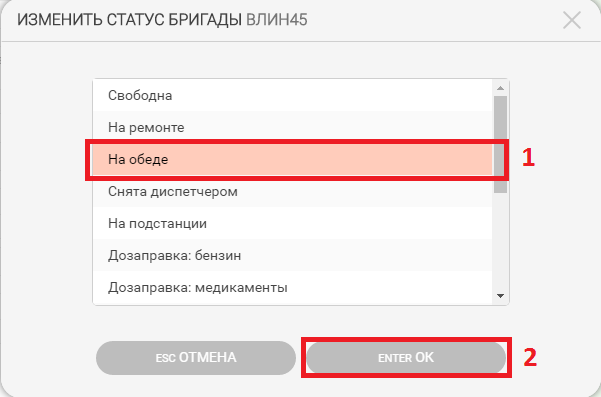 ИЗМЕНИТЬ СТАТУС БРИГАДЫ ВЛИН45
Свободна
На ремонте
На обеде
1
Снята диспетчером
На подстанции
Дозаправка: бензин
Дозаправка: медикаменты
ESC ОТМЕНА
ENTER OK
2